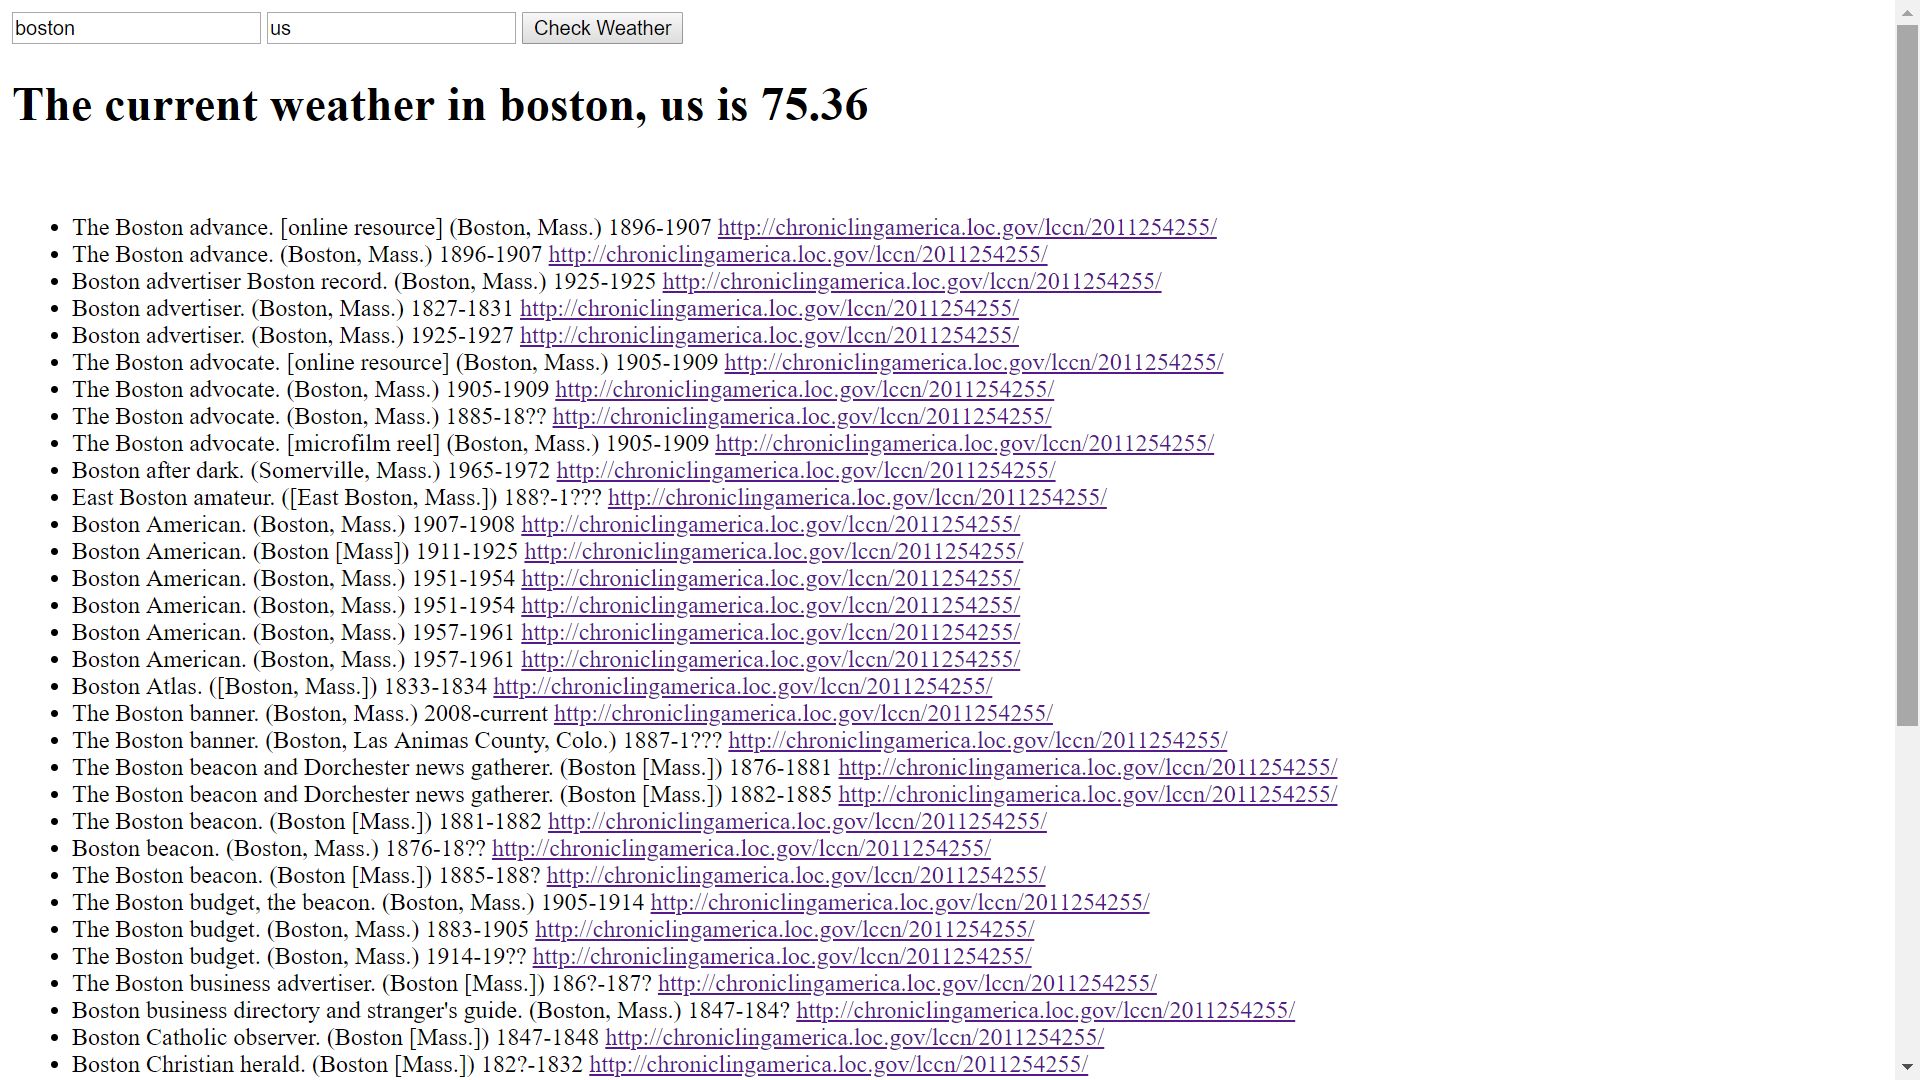 boston us Check Weather
The current weather in boston, us is 75.36
The Boston advance. [online resource] (Boston, Mass.) 1896-1907 http://chroniclingamerica.loc.gov/lccn/2011254255/
The Boston advance. (Boston, Mass.) 1896-1907 http://chroniclingamerica.loc.gov/lccn/2011254255/
Boston advertiser Boston record. (Boston, Mass.) 1925-1925 http://chroniclingamerica.loc.gov/lccn/2011254255/
Boston advertiser. (Boston, Mass.) 1827-1831 http://chroniclingamerica.loc.gov/lccn/2011254255/
Boston advertiser. (Boston, Mass.) 1925-1927 http://chroniclingamerica.loc.gov/lccn/2011254255/
The Boston advocate. [online resource] (Boston, Mass.) 1905-1909 http://chroniclingamerica.loc.gov/lccn/2011254255/
The Boston advocate. (Boston, Mass.) 1905-1909 http://chroniclingamerica.loc.gov/lccn/2011254255/
The Boston advocate. (Boston, Mass.) 1885-18?? http://chroniclingamerica.loc.gov/lccn/2011254255/
The Boston advocate. [microfilm reel] (Boston, Mass.) 1905-1909 http://chroniclingamerica.loc.gov/lccn/2011254255/
Boston after dark. (Somerville, Mass.) 1965-1972 http://chroniclingamerica.loc.gov/lccn/2011254255/
East Boston amateur. ([East Boston, Mass.]) 188?-1??? http://chroniclingamerica.loc.gov/lccn/2011254255/
Boston American. (Boston, Mass.) 1907-1908 http://chroniclingamerica.loc.gov/lccn/2011254255/
Boston American. (Boston [Mass]) 1911-1925 http://chroniclingamerica.loc.gov/lccn/2011254255/
Boston American. (Boston, Mass.) 1951-1954 http://chroniclingamerica.loc.gov/lccn/2011254255/
Boston American. (Boston, Mass.) 1951-1954 http://chroniclingamerica.loc.gov/lccn/2011254255/
Boston American. (Boston, Mass.) 1957-1961 http://chroniclingamerica.loc.gov/lccn/2011254255/
Boston American. (Boston, Mass.) 1957-1961 http://chroniclingamerica.loc.gov/lccn/2011254255/
Boston Atlas. ([Boston, Mass.]) 1833-1834 http://chroniclingamerica.loc.gov/lccn/2011254255/
The Boston banner. (Boston, Mass.) 2008-current http://chroniclingamerica.loc.gov/lccn/2011254255/
The Boston banner. (Boston, Las Animas County, Colo.) 1887-1??? http://chroniclingamerica.loc.gov/lccn/2011254255/
The Boston beacon and Dorchester news gatherer. (Boston [Mass.]) 1876-1881 http://chroniclingamerica.loc.gov/lccn/2011254255/
The Boston beacon and Dorchester news gatherer. (Boston [Mass.]) 1882-1885 http://chroniclingamerica.loc.gov/lccn/2011254255/
The Boston beacon. (Boston [Mass.]) 1881-1882 http://chroniclingamerica.loc.gov/lccn/2011254255/
Boston beacon. (Boston, Mass.) 1876-18?? http://chroniclingamerica.loc.gov/lccn/2011254255/
The Boston beacon. (Boston [Mass.]) 1885-188? http://chroniclingamerica.loc.gov/lccn/2011254255/
The Boston budget, the beacon. (Boston, Mass.) 1905-1914 http://chroniclingamerica.loc.gov/lccn/2011254255/
The Boston budget. (Boston, Mass.) 1883-1905 http://chroniclingamerica.loc.gov/lccn/2011254255/
The Boston budget. (Boston, Mass.) 1914-19?? http://chroniclingamerica.loc.gov/lccn/2011254255/
The Boston business advertiser. (Boston [Mass.]) 186?-187? http://chroniclingamerica.loc.gov/lccn/2011254255/
Boston business directory and stranger's guide. (Boston, Mass.) 1847-184? http://chroniclingamerica.loc.gov/lccn/2011254255/
Boston Catholic observer. (Boston [Mass.]) 1847-1848 http://chroniclingamerica.loc.gov/lccn/2011254255/
Boston Christian herald. (Boston [Mass.]) 182?-1832 http://chroniclingamerica.loc.gov/lccn/2011254255/